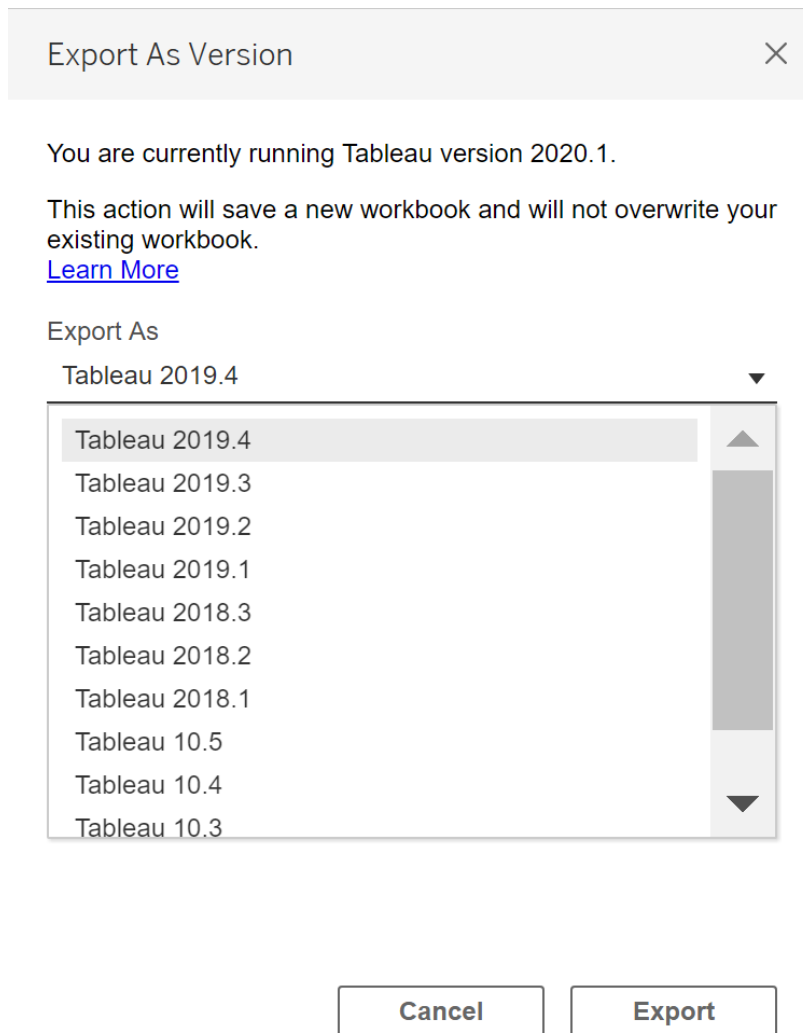 Export As Version
You are currently running Tableau version 2020.1.
This action will save a new workbook and will not overwrite your
existing workbook.
Learn More
Export As
Tableau 2019.4
Tableau 2019.4
Tableau 2019.3
Tableau 2019.2
Tableau 2019.1
Tableau 2018.3
Tableau 2018.2
Tableau 2018.1
Tableau 10.5
Tableau 10.4
Tableau 10.3
Cancel
Export